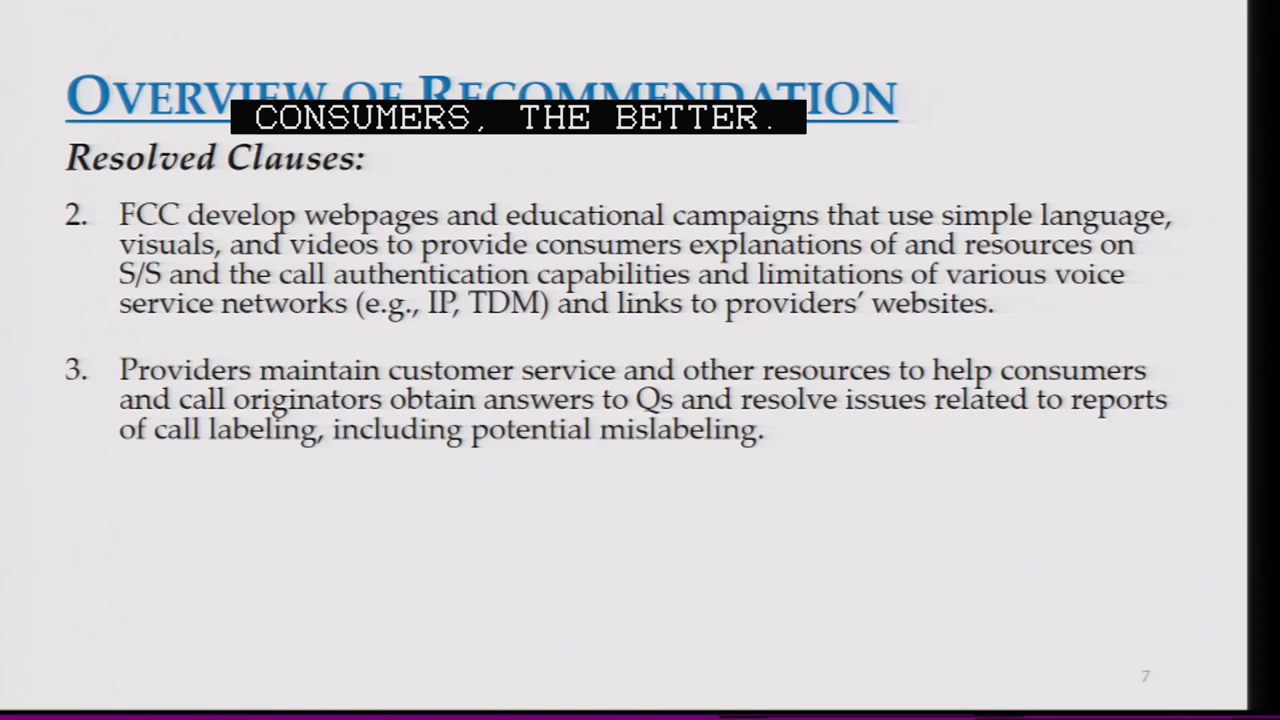 OVERVIEW OF RECOMMENDATION
CONSUMERS, THE BETTER.
Resolved Clauses:
2. FCC develop webpages and educational campaigns that use simple language,
visuals, and videos to provide consumers explanations of and resources on
S/S and the call authentication capabilities and limitations of various voice
service networks (e.g., IP, TDM) and links to providers’ websites.
3. Providers maintain customer service and other resources to help consumers
and call originators obtain answers to Qs and resolve issues related to reports
of call labeling, including potential mislabeling.
7